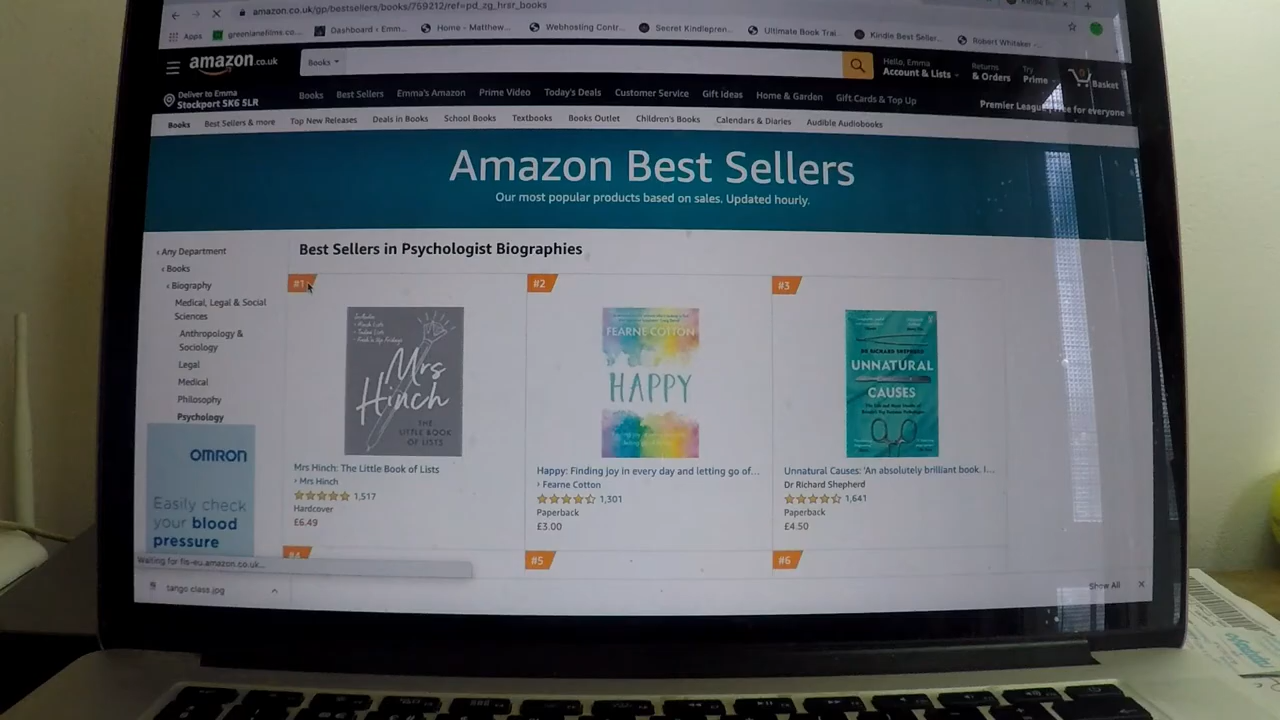 amazon.co.uk/gp/bestsellers/books/759212/ref=pd_zg_hrsr_books
Apps greenlanefilms.co... Dashboard ‹ Emm... Home - Matthew... Webhosting Contr... Secret Kindlepren... Ultimate Book Trai... Kindle Best Seller... Robert Whitaker -...
amazon.co.uk Books
Hello, Emma
Account & Lists
Returns
& Orders
Try
Prime
0
Basket
Deliver to Emma
Stockport SK6 5LR
Books Best Sellers Emma's Amazon Prime Video Today's Deals Customer Service Gift Ideas Home & Garden Gift Cards & Top Up
Premier League for everyone
Books Best Sellers & more Top New Releases Deals in Books School Books Textbooks Books Outlet Children's Books Calendars & Diaries Audible Audiobooks
Amazon Best Sellers
Our most popular products based on sales. Updated hourly.
‹ Any Department
‹ Books
‹ Biography
Medical, Legal & Social
Sciences
Anthropology &
Sociology
Legal
Medical
Philosophy
Psychology
OMRON
Easily check
your blood
pressure
Best Sellers in Psychologist Biographies
#1
Mrs
Hinch
THE
LITTLE BOOK
OF LISTS
Mrs Hinch: The Little Book of Lists
› Mrs Hinch
1,517
Hardcover
£6.49
#2
FEARNE COTTON
HAPPY
Happy: Finding joy in every day and letting go of...
› Fearne Cotton
1,301
Paperback
£3.00
#3
DR RICHARD SHEPHERD
UNNATURAL
CAUSES
Unnatural Causes: 'An absolutely brilliant book. I...
Dr Richard Shepherd
1,641
Paperback
£4.50
#4
#5
#6
Waiting for fls-eu.amazon.co.uk...
tango class.jpg
Show All